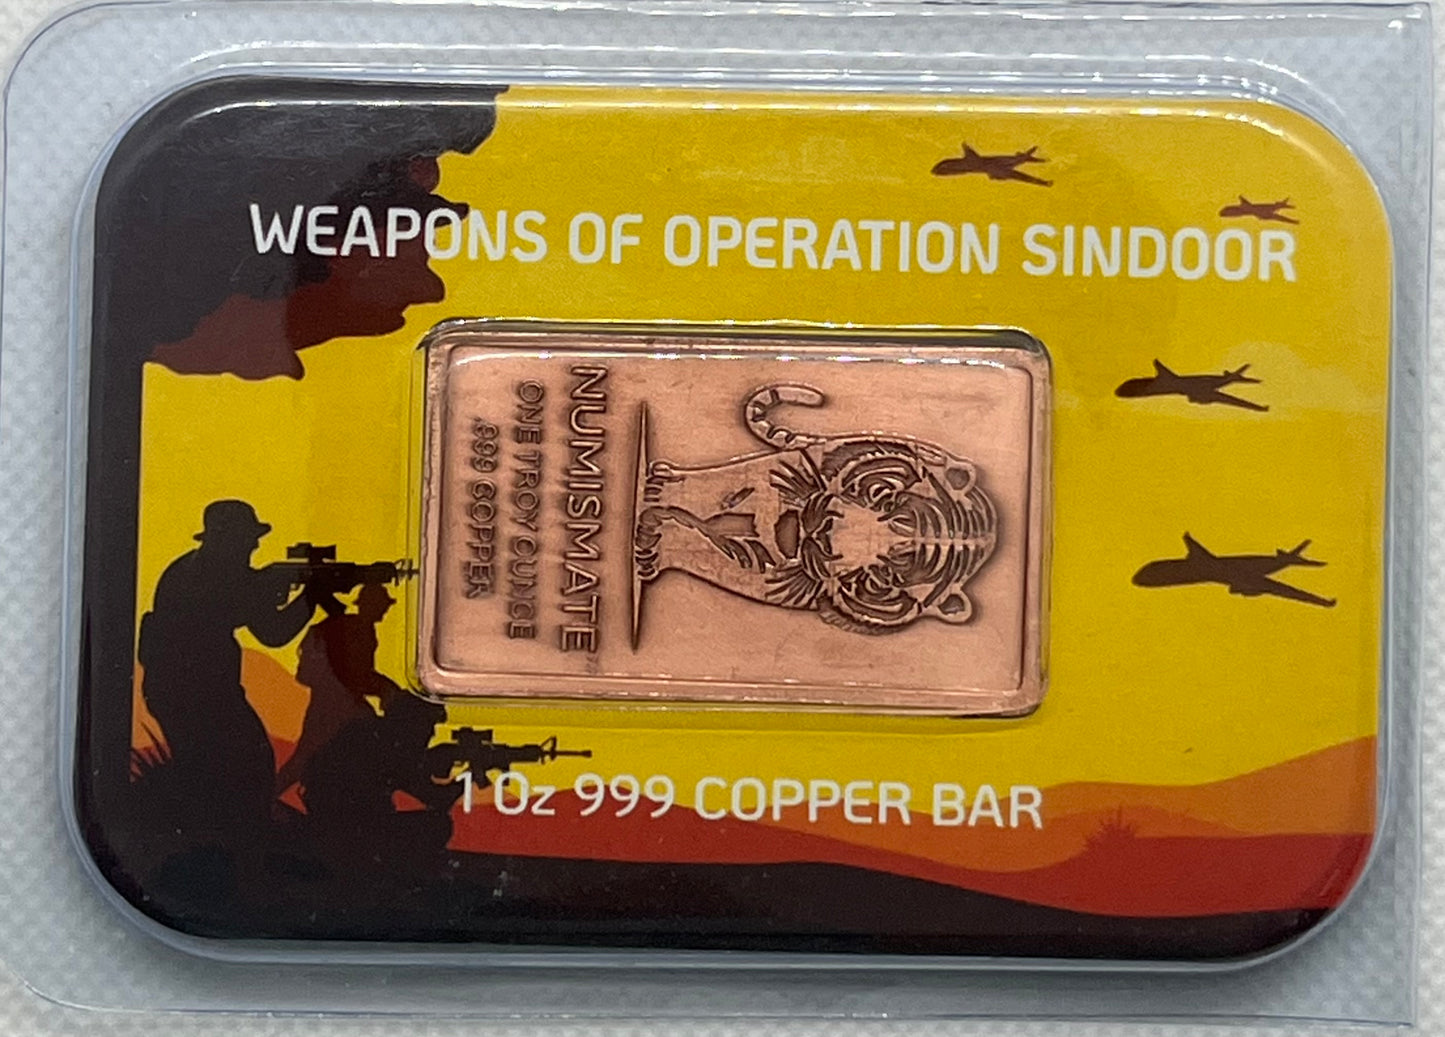 WEAPONS OF OPERATION SINDOOR
NUMISMATE
ONE TROY OUNCE
.999 COPPER
1 Oz 999 COPPER BAR